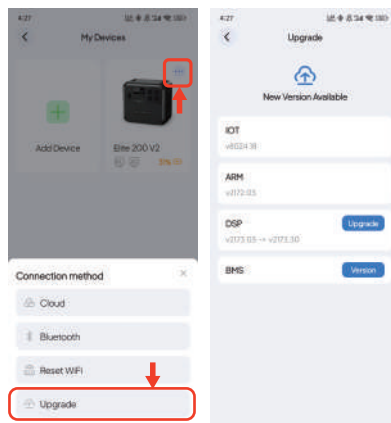 4:27
My Devices
Add Device
Elite 200 V2
Connection method
Cloud
Bluetooth
Reset WiFi
Upgrade
4:27
Upgrade
New Version Available
IOT
ARM
DSP
Upgrade
BMS
Version